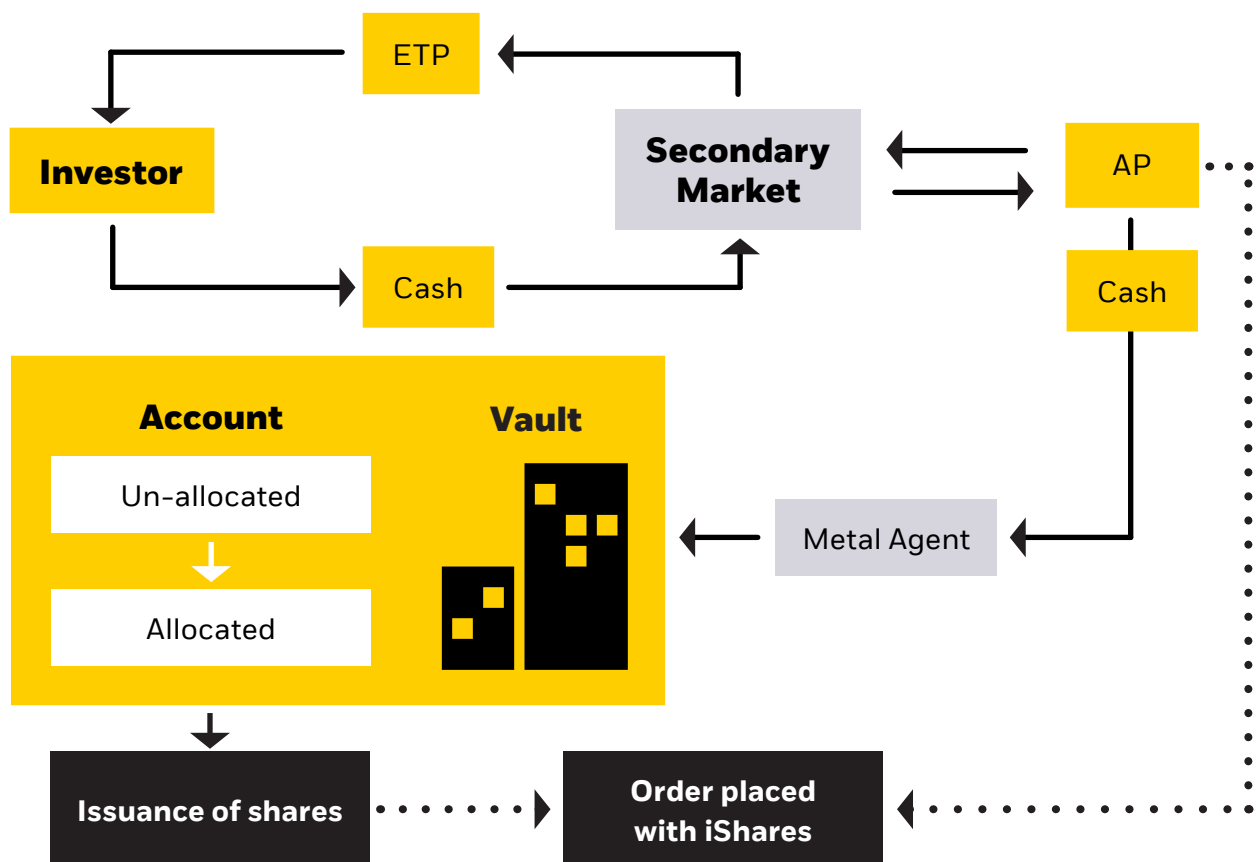 ETP
Investor
Secondary
Market
AP
Cash
Cash
Account
Vault
Un-allocated
Metal Agent
Allocated
Issuance of shares
Order placed
with iShares